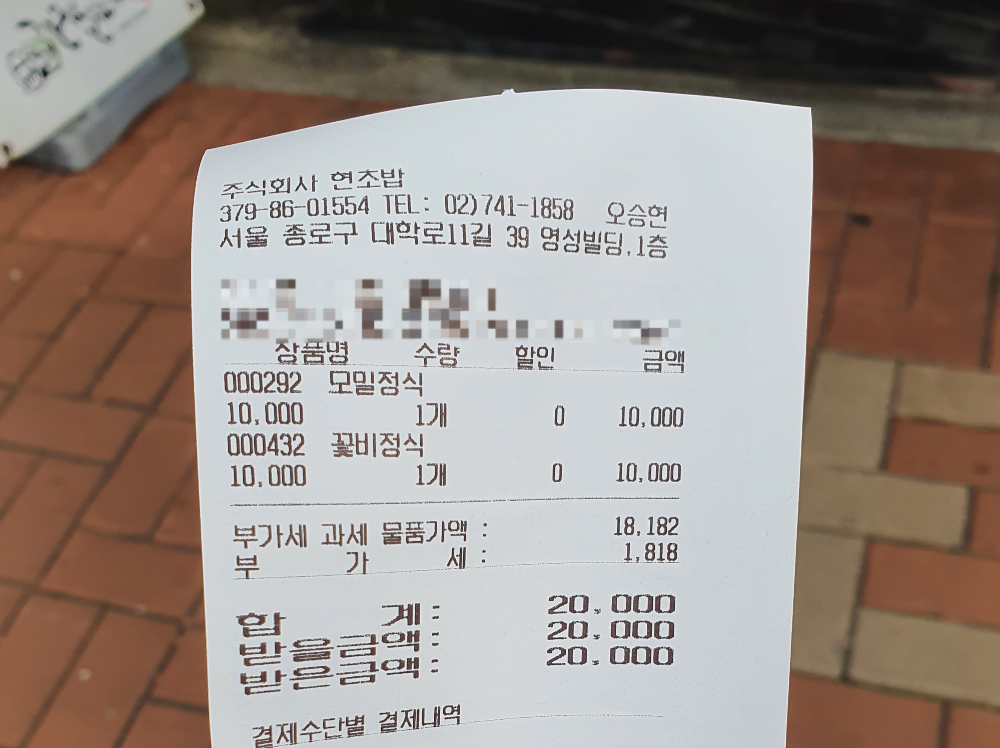 주식회사 현조밥
379-86-01554 TEL: 02)741-1858 오승현
서울 종로구 대학로11길 39 명성빌딩,1층
상품명 수량 할인 금액
000292 모밀정식
10,000 1개 0 10,000
000432 꽃비정식
10,000 1개 0 10,000
부가세 과세 물품가액 : 18,182
부 가 세 : 1,818
합 계: 20,000
받을금액: 20,000
받은금액: 20,000
결제수단별 결제내역